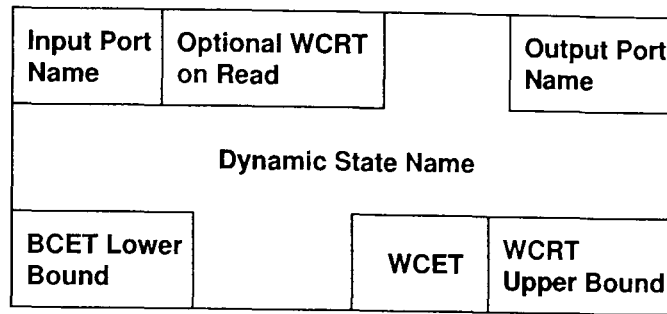 Input Port
Name
Optional WCRT
on Read
Output Port
Name
Dynamic State Name
BCET Lower
Bound
WCET
WCRT
Upper Bound